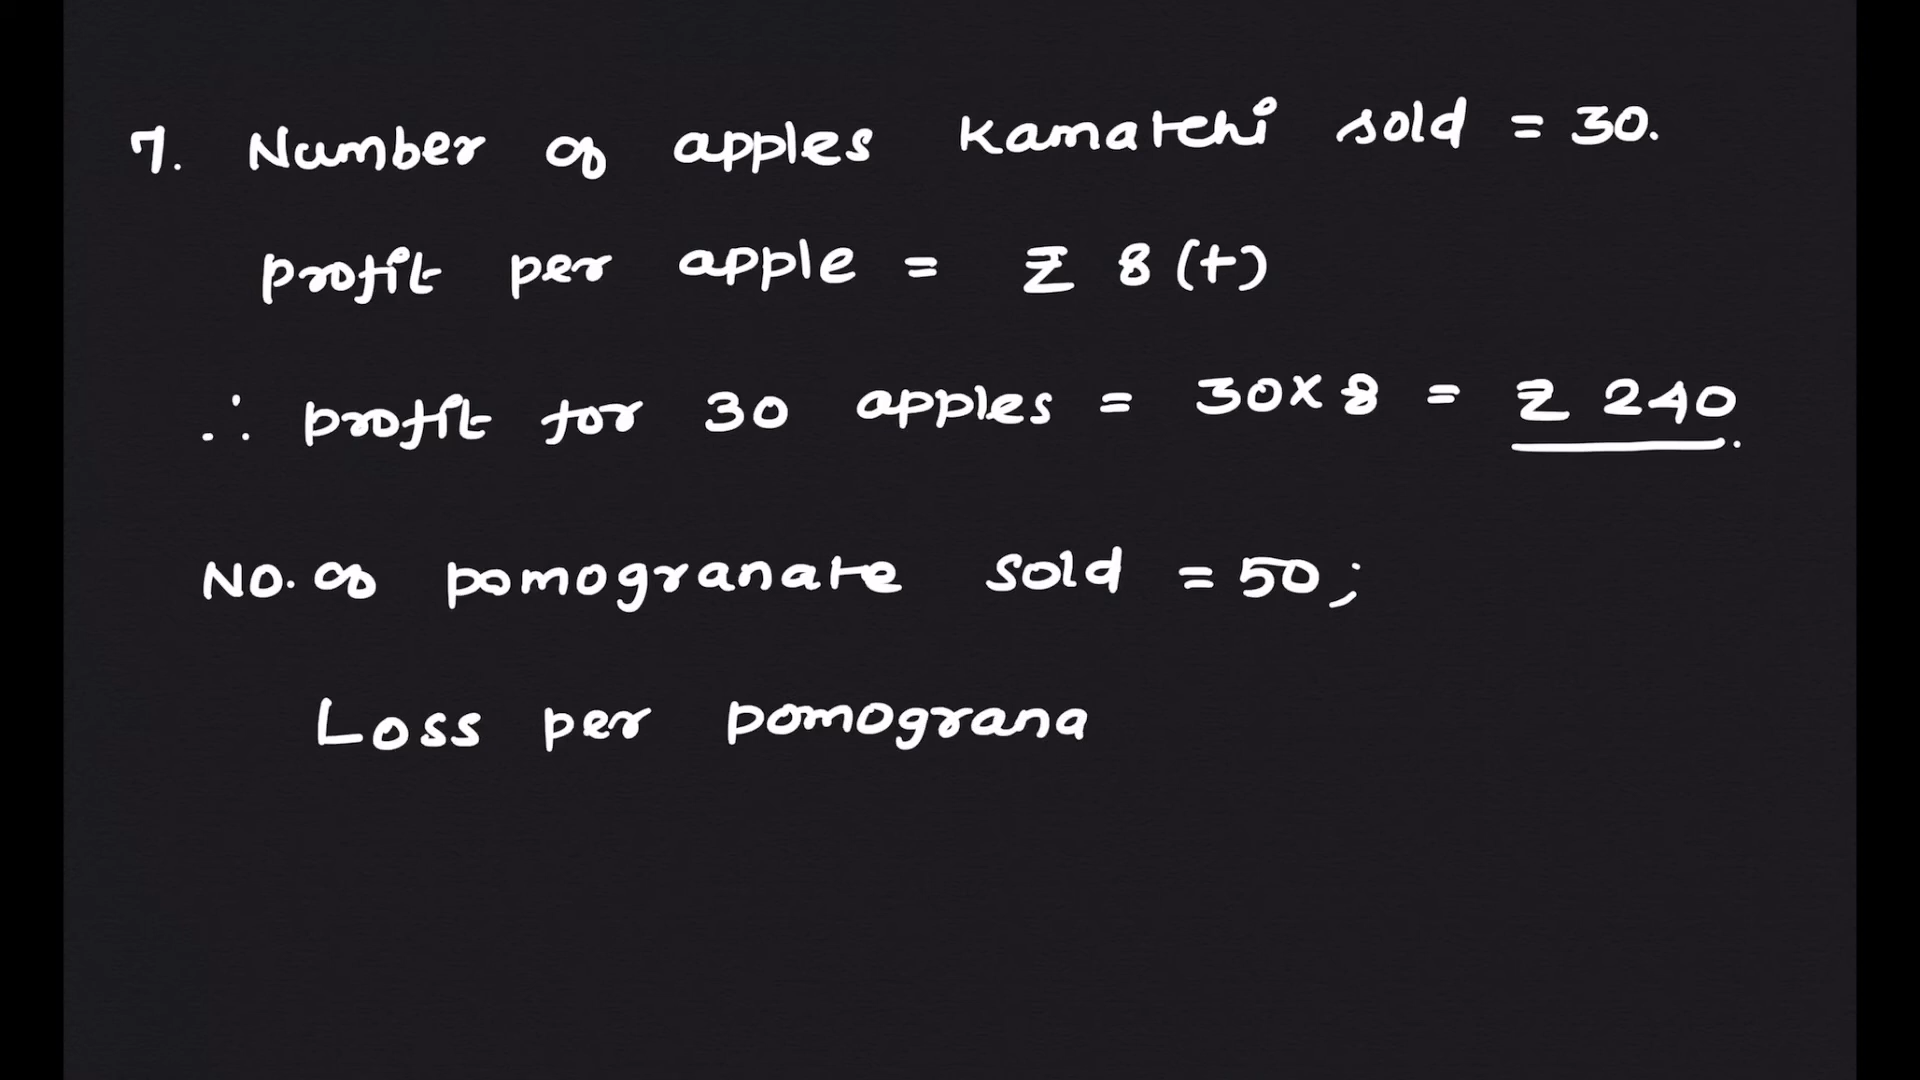 7. Number of apples Kamatchi sold = 30.
profit per apple = ₹ 8 (+)
∴ profit for 30 apples = 30 × 8 = ₹ 240.
NO. of pomogranate sold = 50;
Loss per pomograna